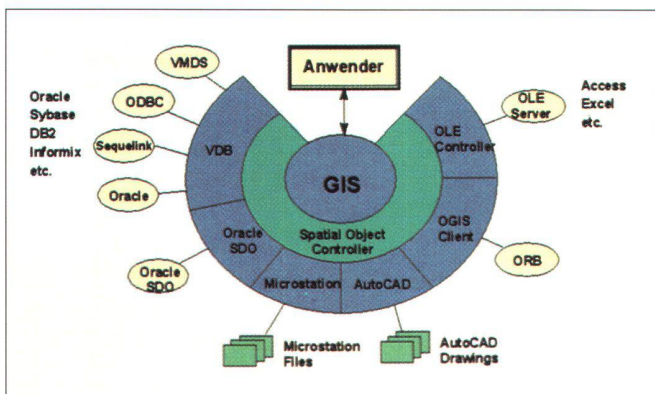 VMDS
Anwender
ODBC
OLE
Server
Access
Excel
etc.
Oracle
Sybase
DB2
Informix
etc.
Sequelink
VDB
OLE
Controller
GIS
Oracle
Oracle
SDO
Spatial Object
Controller
OGIS
Client
Oracle
SDO
Microstation
AutoCAD
ORB
Microstation
Files
AutoCAD
Drawings